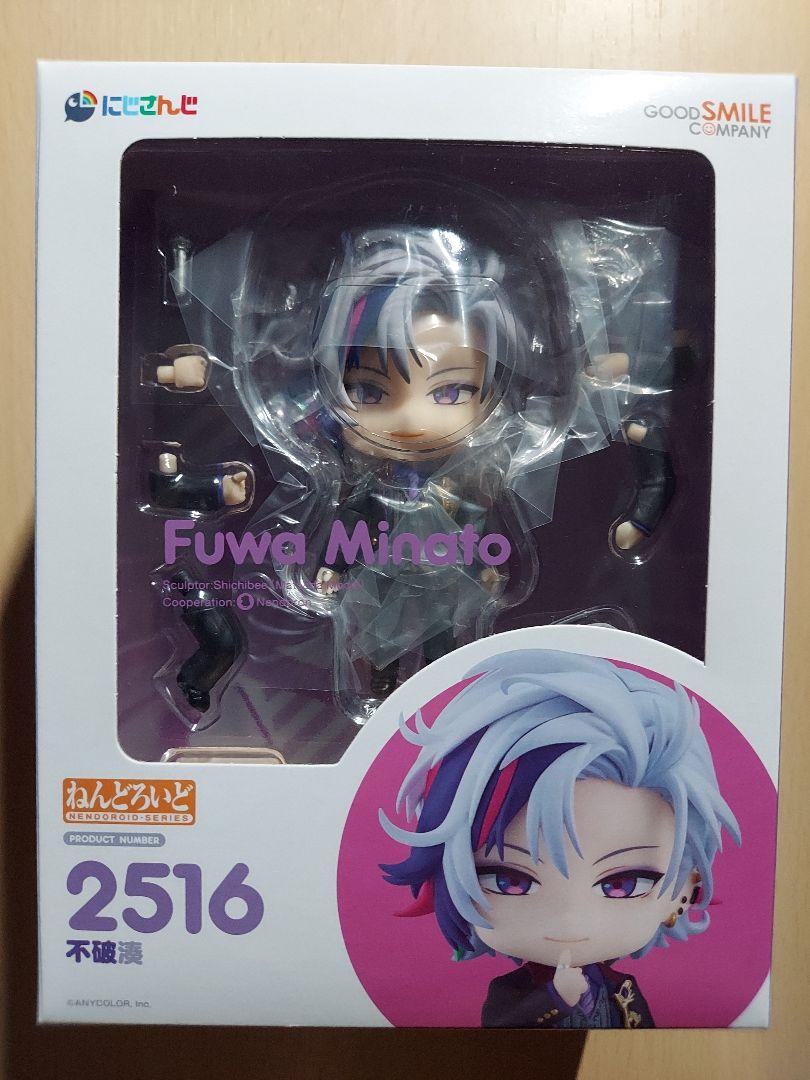 にじさんじ
GOOD SMILE
COMPANY
Fuwa Minato
Sculptor:Shichibee
Cooperation:
ねんどろいど
NENDOROID-SERIES
PRODUCT NUMBER
2516
不破湊
©ANYCOLOR, Inc.